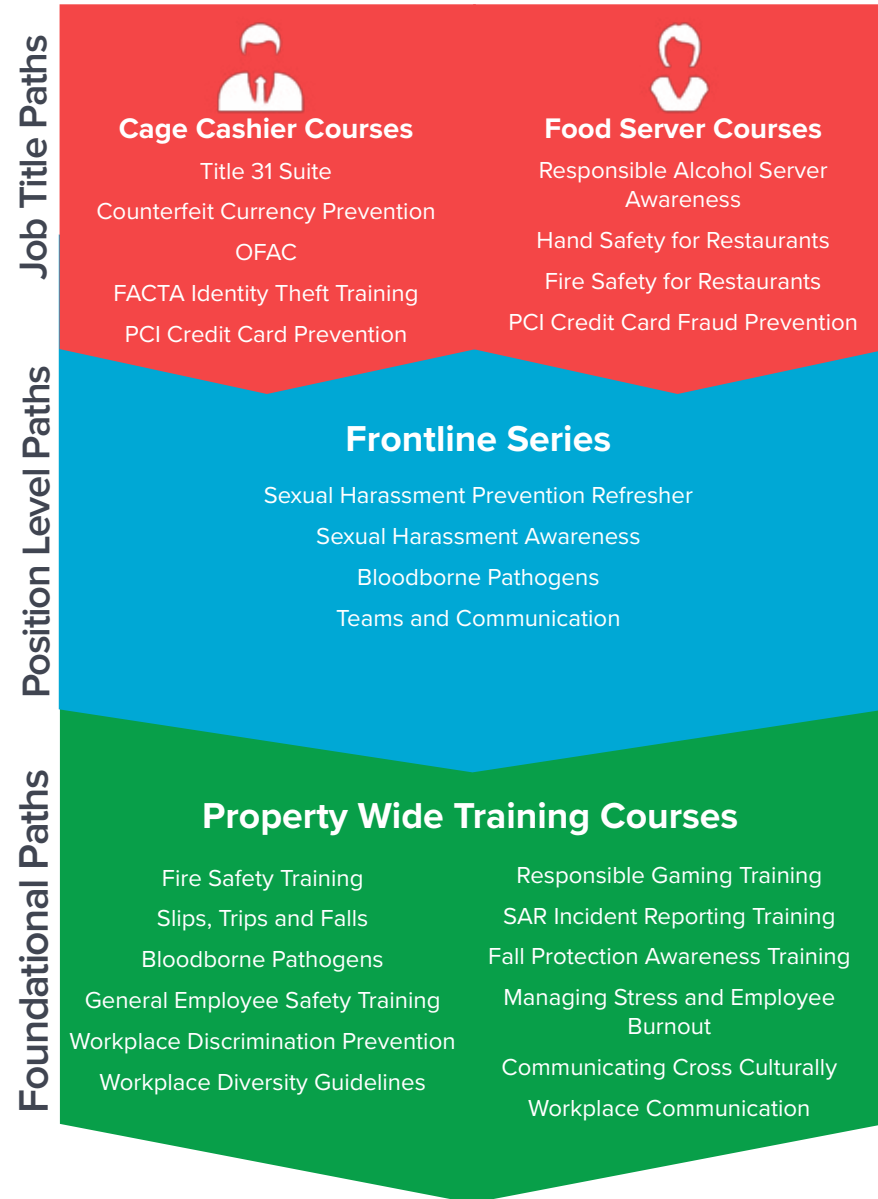 Job Title Paths
Cage Cashier Courses
Title 31 Suite
Counterfeit Currency Prevention
OFAC
FACTA Identity Theft Training
PCI Credit Card Prevention
Food Server Courses
Responsible Alcohol Server
Awareness
Hand Safety for Restaurants
Fire Safety for Restaurants
PCI Credit Card Fraud Prevention
Position Level Paths
Frontline Series
Sexual Harassment Prevention Refresher
Sexual Harassment Awareness
Bloodborne Pathogens
Teams and Communication
Foundational Paths
Property Wide Training Courses
Fire Safety Training
Slips, Trips and Falls
Bloodborne Pathogens
General Employee Safety Training
Workplace Discrimination Prevention
Workplace Diversity Guidelines
Responsible Gaming Training
SAR Incident Reporting Training
Fall Protection Awareness Training
Managing Stress and Employee
Burnout
Communicating Cross Culturally
Workplace Communication